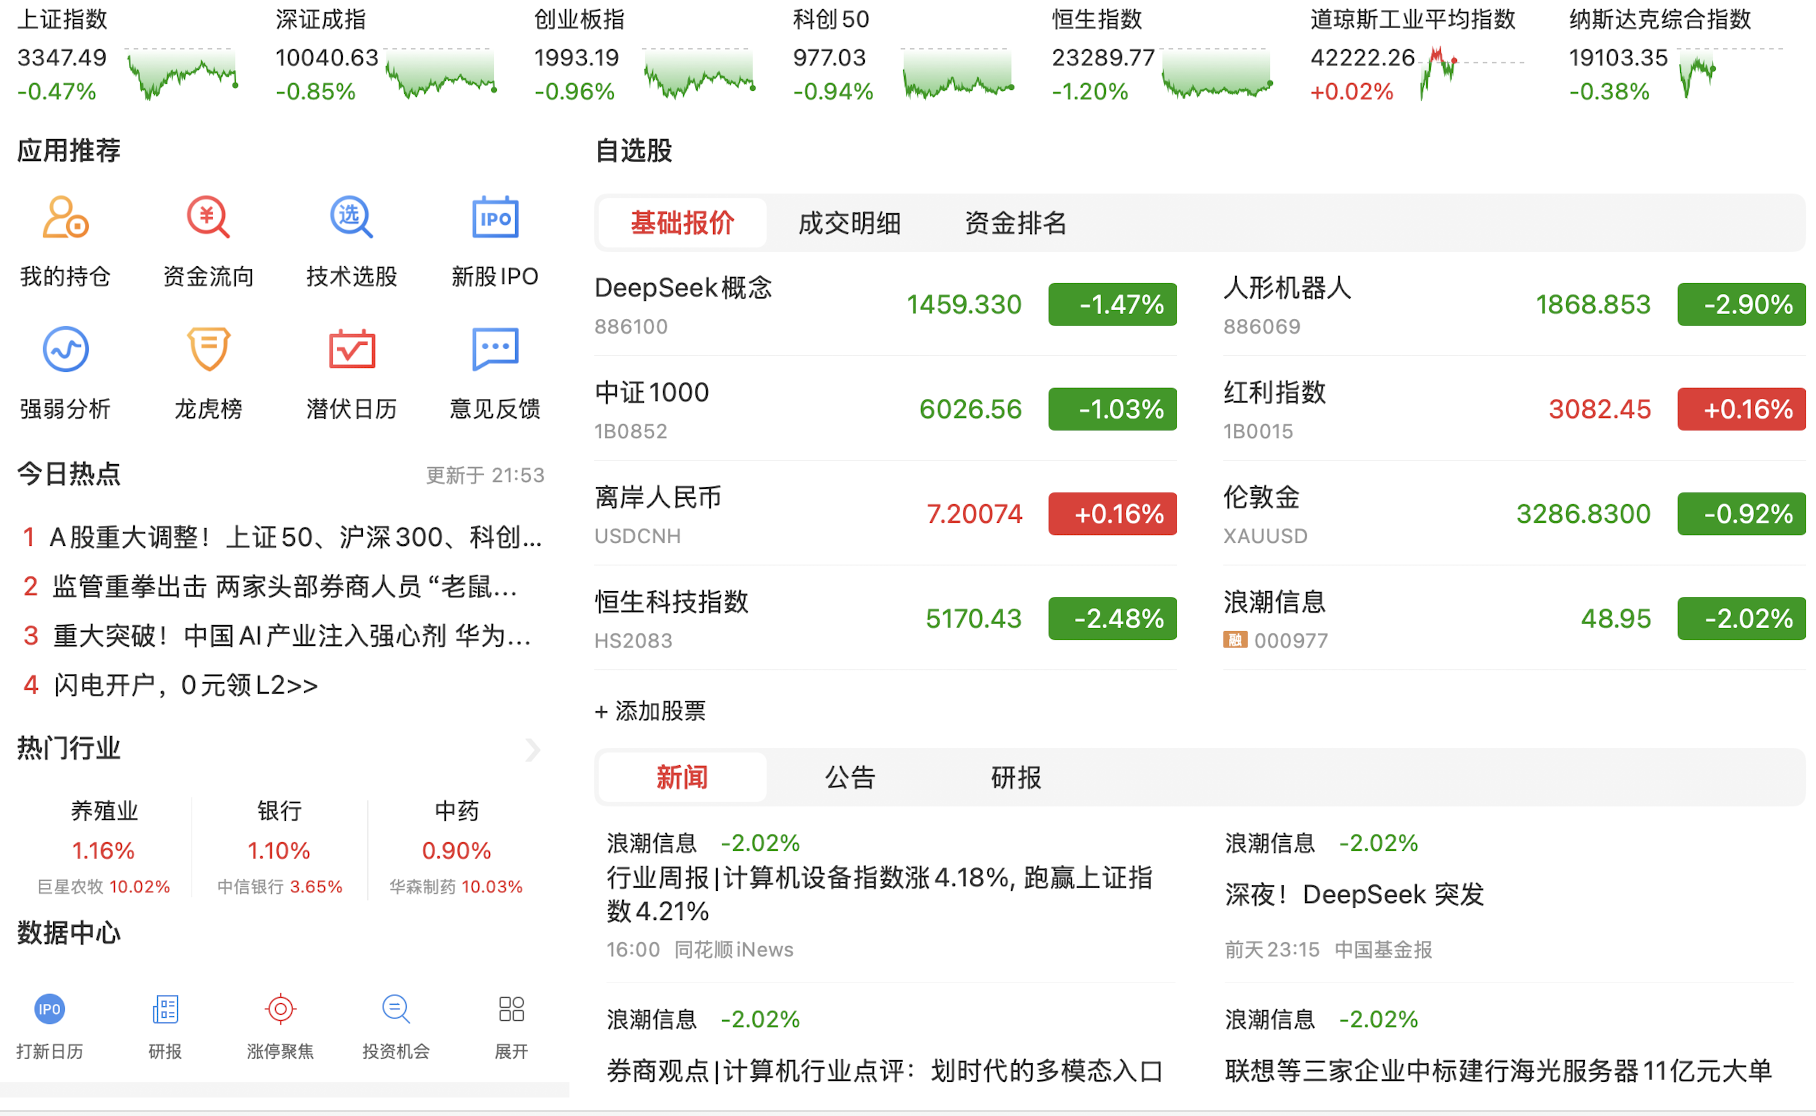 上证指数
3347.49
-0.47%
深证成指
10040.63
-0.85%
创业板指
1993.19
-0.96%
科创50
977.03
-0.94%
恒生指数
23289.77
-1.20%
道琼斯工业平均指数
42222.26
+0.02%
纳斯达克综合指数
19103.35
-0.38%
应用推荐
¥
选
IPO
我的持仓
资金流向
技术选股
新股IPO
强弱分析
龙虎榜
潜伏日历
意见反馈
今日热点
更新于 21:53
1 A股重大调整！上证50、沪深300、科创...
2 监管重拳出击 两家头部券商人员“老鼠...
3 重大突破！中国AI产业注入强心剂 华为...
4 闪电开户，0元领L2>>
热门行业
养殖业
1.16%
巨星农牧 10.02%
银行
1.10%
中信银行 3.65%
中药
0.90%
华森制药 10.03%
数据中心
IPO
打新日历
研报
涨停聚焦
投资机会
展开
自选股
基础报价
成交明细
资金排名
DeepSeek概念
886100
1459.330
-1.47%
人形机器人
886069
1868.853
-2.90%
中证1000
1B0852
6026.56
-1.03%
红利指数
1B0015
3082.45
+0.16%
离岸人民币
USDCNH
7.20074
+0.16%
伦敦金
XAUUSD
3286.8300
-0.92%
恒生科技指数
HS2083
5170.43
-2.48%
浪潮信息
融 000977
48.95
-2.02%
+ 添加股票
新闻
公告
研报
浪潮信息 -2.02%
行业周报|计算机设备指数涨4.18%, 跑赢上证指
数4.21%
16:00 同花顺iNews
浪潮信息 -2.02%
深夜！DeepSeek 突发
前天23:15 中国基金报
浪潮信息 -2.02%
券商观点|计算机行业点评：划时代的多模态入口
浪潮信息 -2.02%
联想等三家企业中标建行海光服务器11亿元大单